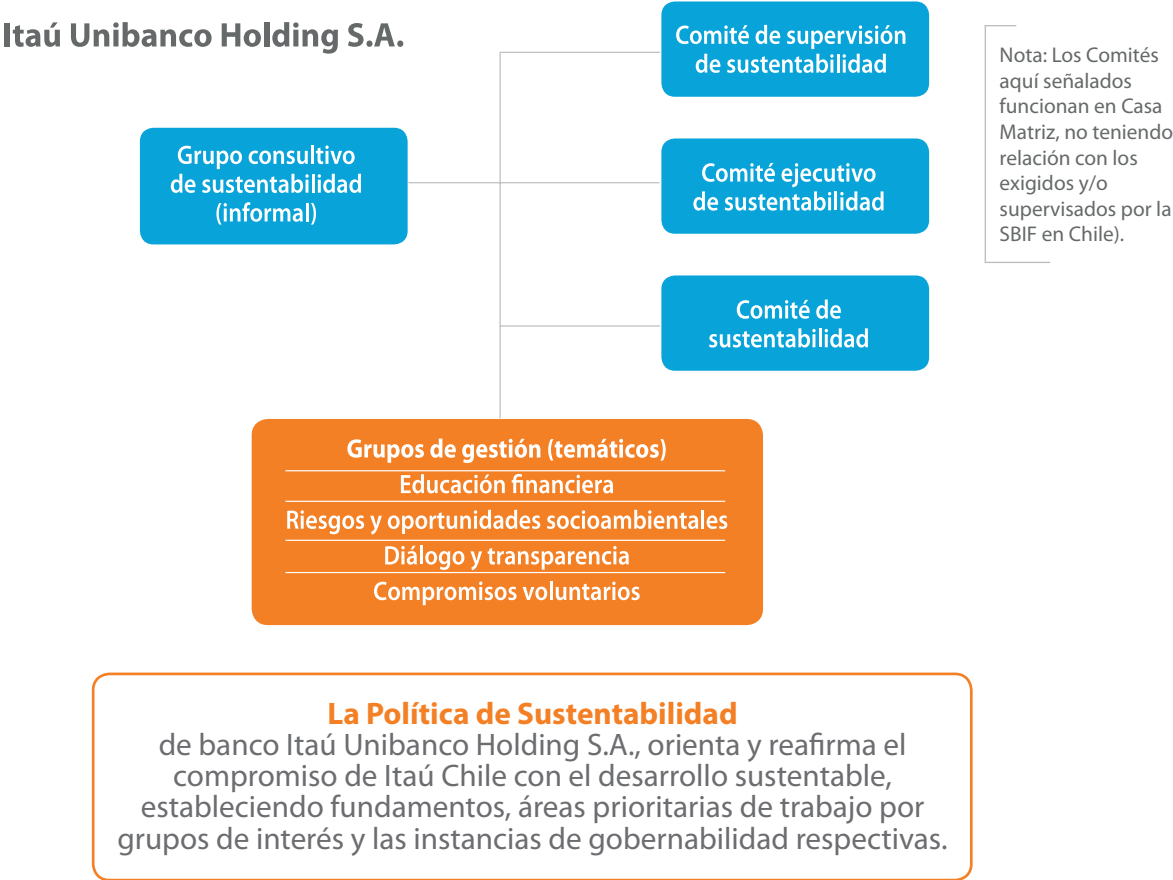 Itaú Unibanco Holding S.A.
Comité de supervisión
de sustentabilidad
Nota: Los Comités
aquí señalados
funcionan en Casa
Matriz, no teniendo
relación con los
exigidos y/o
supervisados por la
SBIF en Chile).
Grupo consultivo
de sustentabilidad
(informal)
Comité ejecutivo
de sustentabilidad
Comité de
sustentabilidad
Grupos de gestión (temáticos)
Educación financiera
Riesgos y oportunidades socioambientales
Diálogo y transparencia
Compromisos voluntarios
La Política de Sustentabilidad
de banco Itaú Unibanco Holding S.A., orienta y reafirma el
compromiso de Itaú Chile con el desarrollo sustentable,
estableciendo fundamentos, áreas prioritarias de trabajo por
grupos de interés y las instancias de gobernabilidad respectivas.